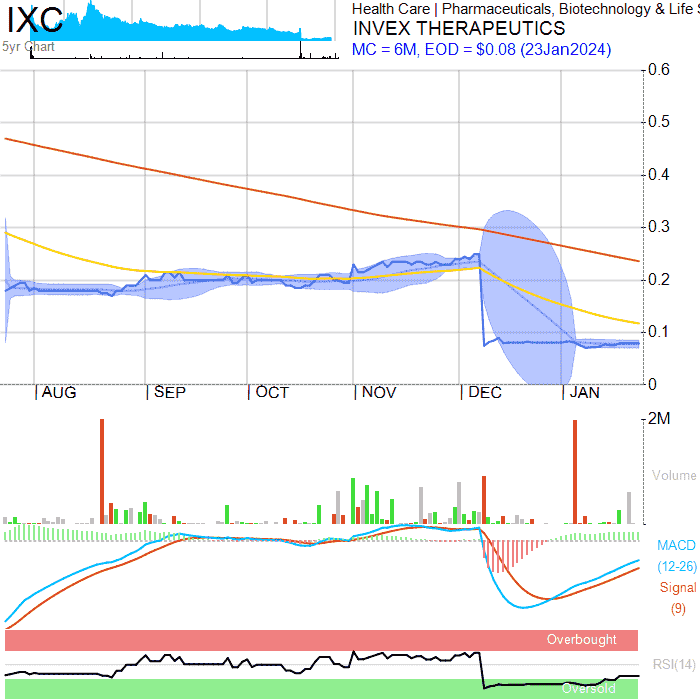 IXC
5yr Chart
Health Care | Pharmaceuticals, Biotechnology & Life S
INVEX THERAPEUTICS
MC = 6M, EOD = $0.08 (23Jan2024)
0.6
0.5
0.4
0.3
0.2
0.1
0
AUG SEP OCT NOV DEC JAN
2M
Volume
MACD
(12-26)
Signal
(9)
Overbought
RSI(14)
Oversold